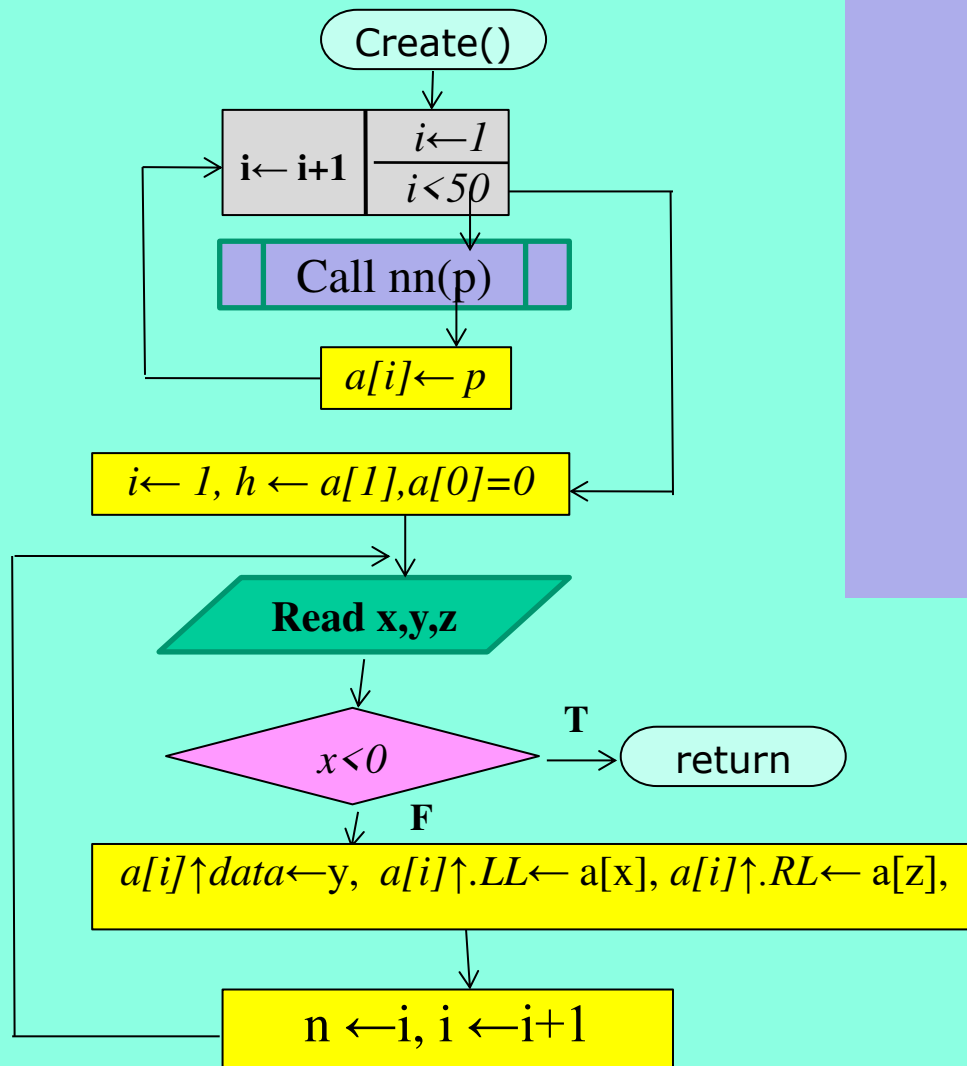 Create()
i← i+1
i←1
i<50
Call nn(p)
a[i]← p
i← 1, h ← a[1],a[0]=0
Read x,y,z
x<0
T
return
F
a[i]↑data←y, a[i]↑.LL← a[x], a[i]↑.RL← a[z],
n ←i, i ←i+1